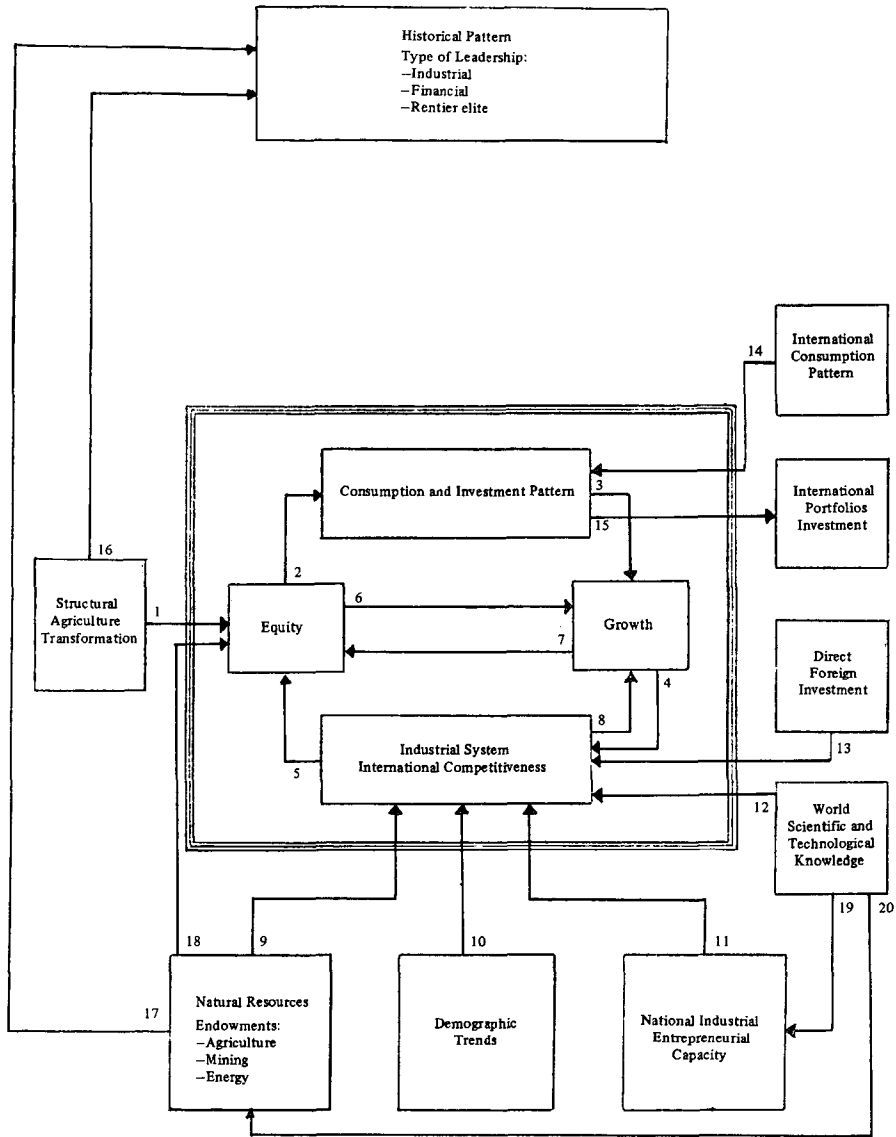 Historical Pattern
Type of Leadership:
–Industrial
–Financial
–Rentier elite
14
International
Consumption
Pattern
Consumption and Investment Pattern
3
15
International
Portfolios
Investment
16
Structural
Agriculture
Transformation
1
2
Equity
6
7
Growth
4
Direct
Foreign
Investment
13
5
Industrial System
International Competitiveness
8
12
World
Scientific and
Technological
Knowledge
19
20
17
18
9
10
11
Natural Resources
Endowments:
–Agriculture
–Mining
–Energy
Demographic
Trends
National Industrial
Entrepreneurial
Capacity